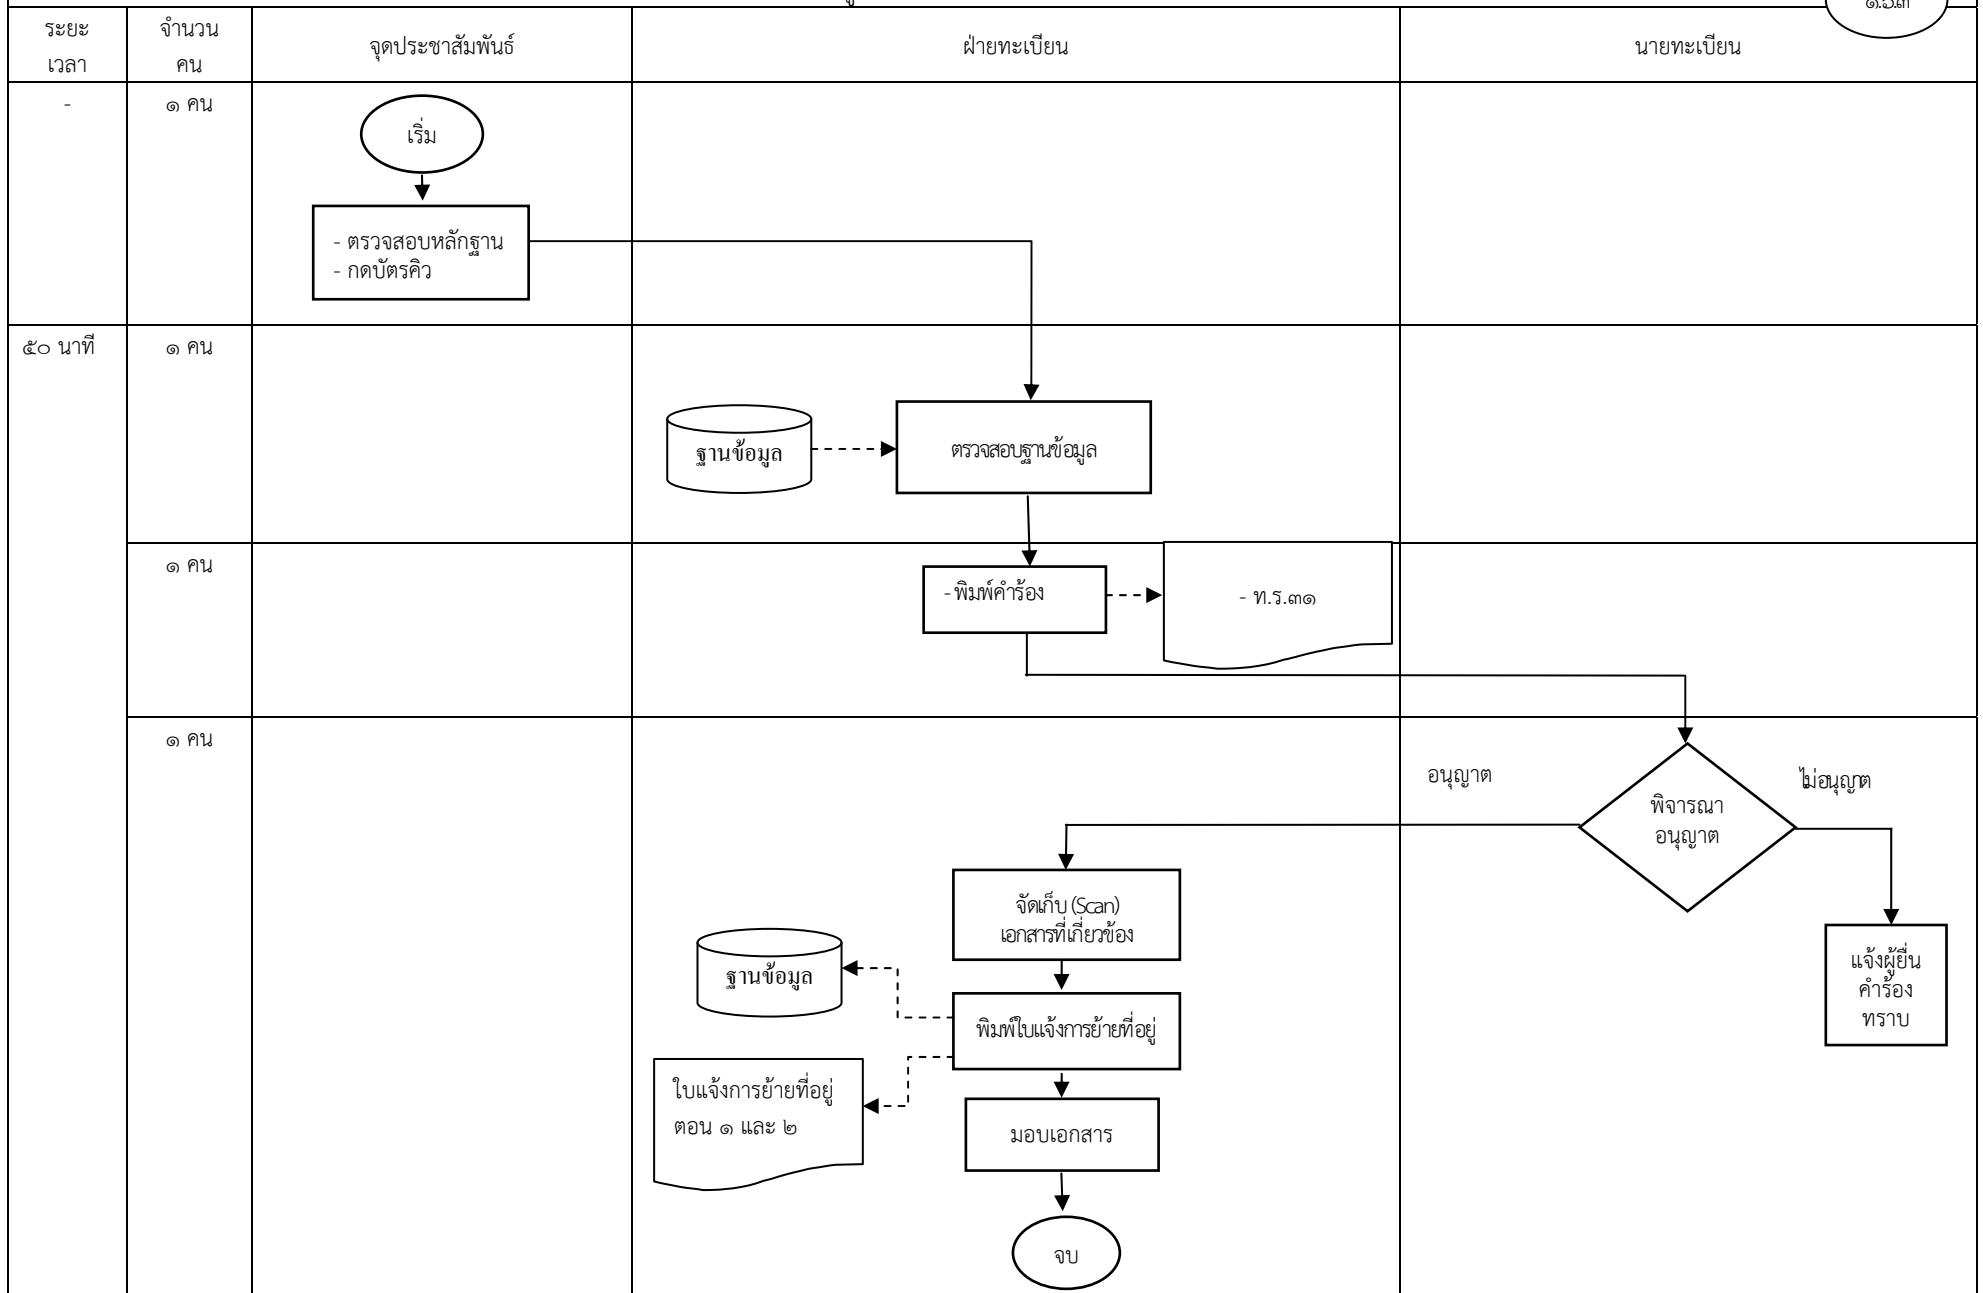 ๑.๖.๓
ระยะ
เวลา
จำนวน
คน
จุดประชาสัมพันธ์
ฝ่ายทะเบียน
นายทะเบียน
-
๑ คน
เริ่ม
- ตรวจสอบหลักฐาน
- กดบัตรคิว
๕๐ นาที
๑ คน
ฐานข้อมูล
ตรวจสอบฐานข้อมูล
๑ คน
- พิมพ์คำร้อง
- ท.ร.๓๑
๑ คน
อนุญาต
ไม่อนุญาต
พิจารณา
อนุญาต
จัดเก็บ (Scan)
เอกสารที่เกี่ยวข้อง
แจ้งผู้ยื่น
คำร้อง
ทราบ
ฐานข้อมูล
พิมพ์ใบแจ้งการย้ายที่อยู่
ใบแจ้งการย้ายที่อยู่
ตอน ๑ และ ๒
มอบเอกสาร
จบ